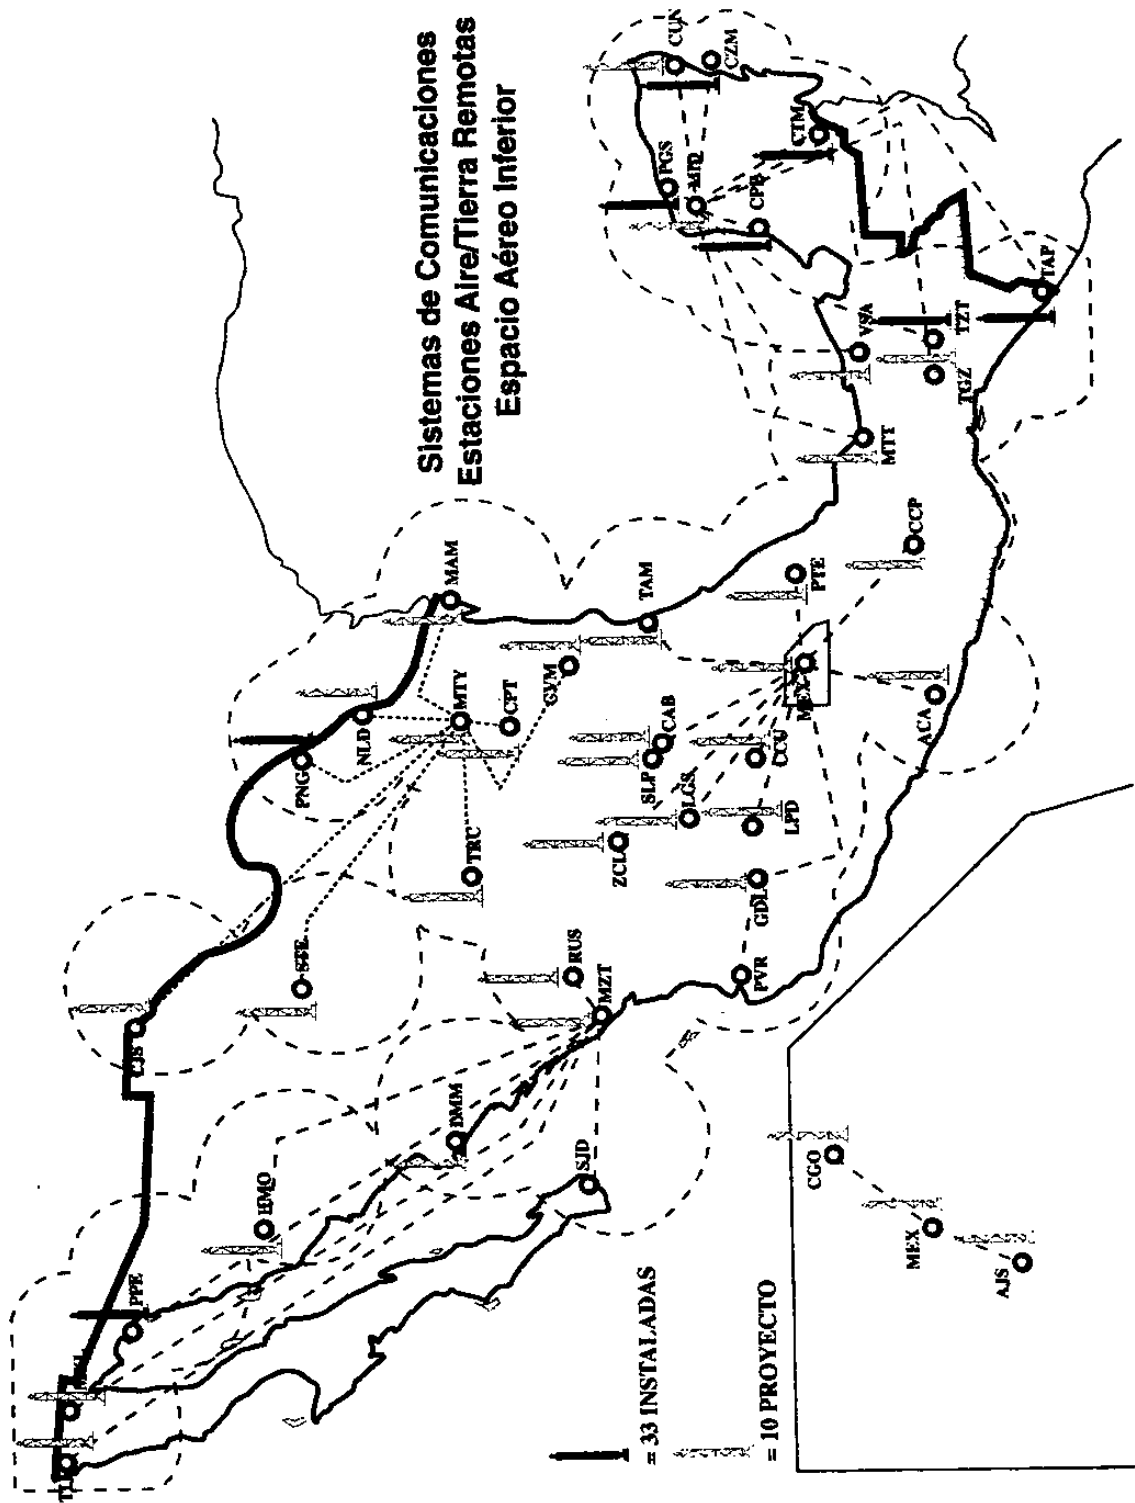 Sistemas de Comunicaciones
Estaciones Aire/Tierra Remotas
Espacio Aéreo Inferior
PPE
HMO
CJS
STE
PNG
NLD
MAM
MTY
CPT
GYM
TRC
TAM
DMM
RUS
MZT
SJD
ZCL
SLP
CAB
LGS
CCU
LPD
GDL
PVR
MEX
PTE
CCP
ACA
MTT
VSA
TGZ
TZT
TAP
CTM
CPE
MID
PGS
CUN
CZM
CGO
MEX
AJS
= 33 INSTALADAS
= 10 PROYECTO